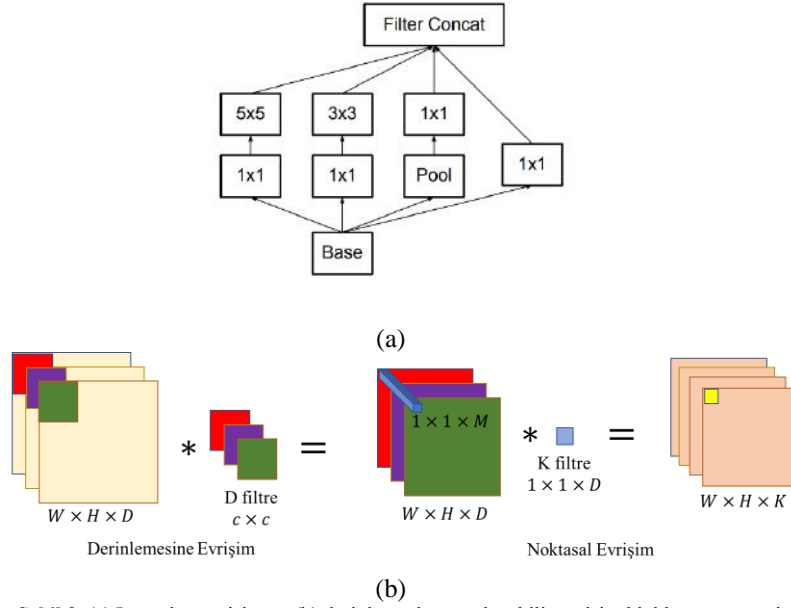 Filter Concat
5x5 3x3 1x1
1x1
1x1 1x1 Pool
Base
(a)
1 × 1 × M
* = * =
D filtre
c × c
K filtre
1 × 1 × D
W × H × D
W × H × D
W × H × K
Derinlemesine Evrişim
Noktasal Evrişim
(b)